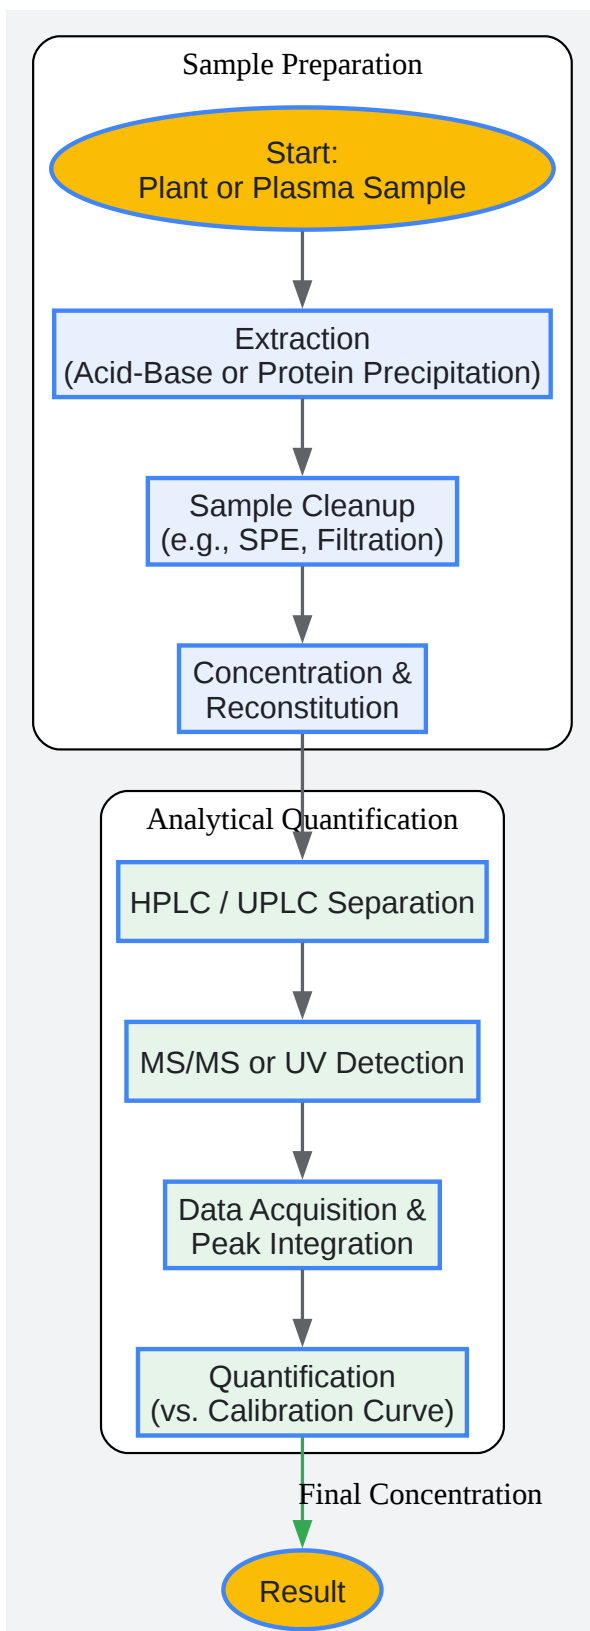 Sample Preparation
Start:
Plant or Plasma Sample
Extraction
(Acid-Base or Protein Precipitation)
Sample Cleanup
(e.g., SPE, Filtration)
Concentration &
Reconstitution
Analytical Quantification
HPLC / UPLC Separation
MS/MS or UV Detection
Data Acquisition &
Peak Integration
Quantification
(vs. Calibration Curve)
Final Concentration
Result